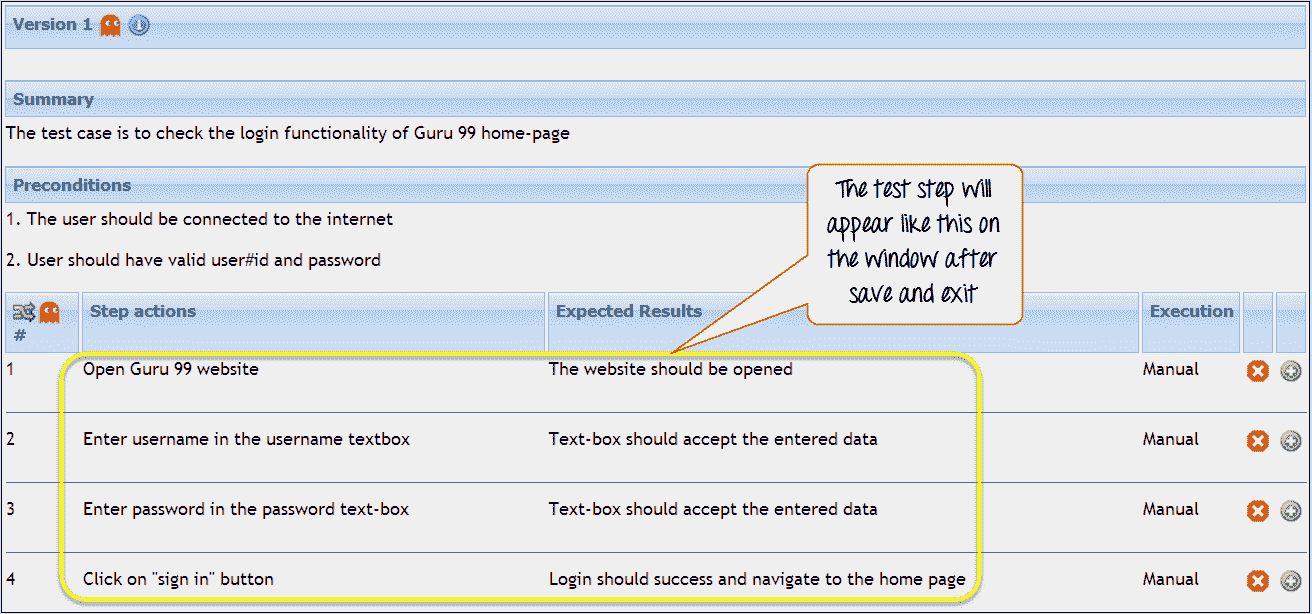 Version 1
Summary
The test case is to check the login functionality of Guru 99 home-page
Preconditions
1. The user should be connected to the internet
2. User should have valid user#id and password
The test step will
appear like this on
the window after
save and exit
# Step actions Expected Results Execution
1 Open Guru 99 website The website should be opened Manual
2 Enter username in the username textbox Text-box should accept the entered data Manual
3 Enter password in the password text-box Text-box should accept the entered data Manual
4 Click on "sign in" button Login should success and navigate to the home page Manual